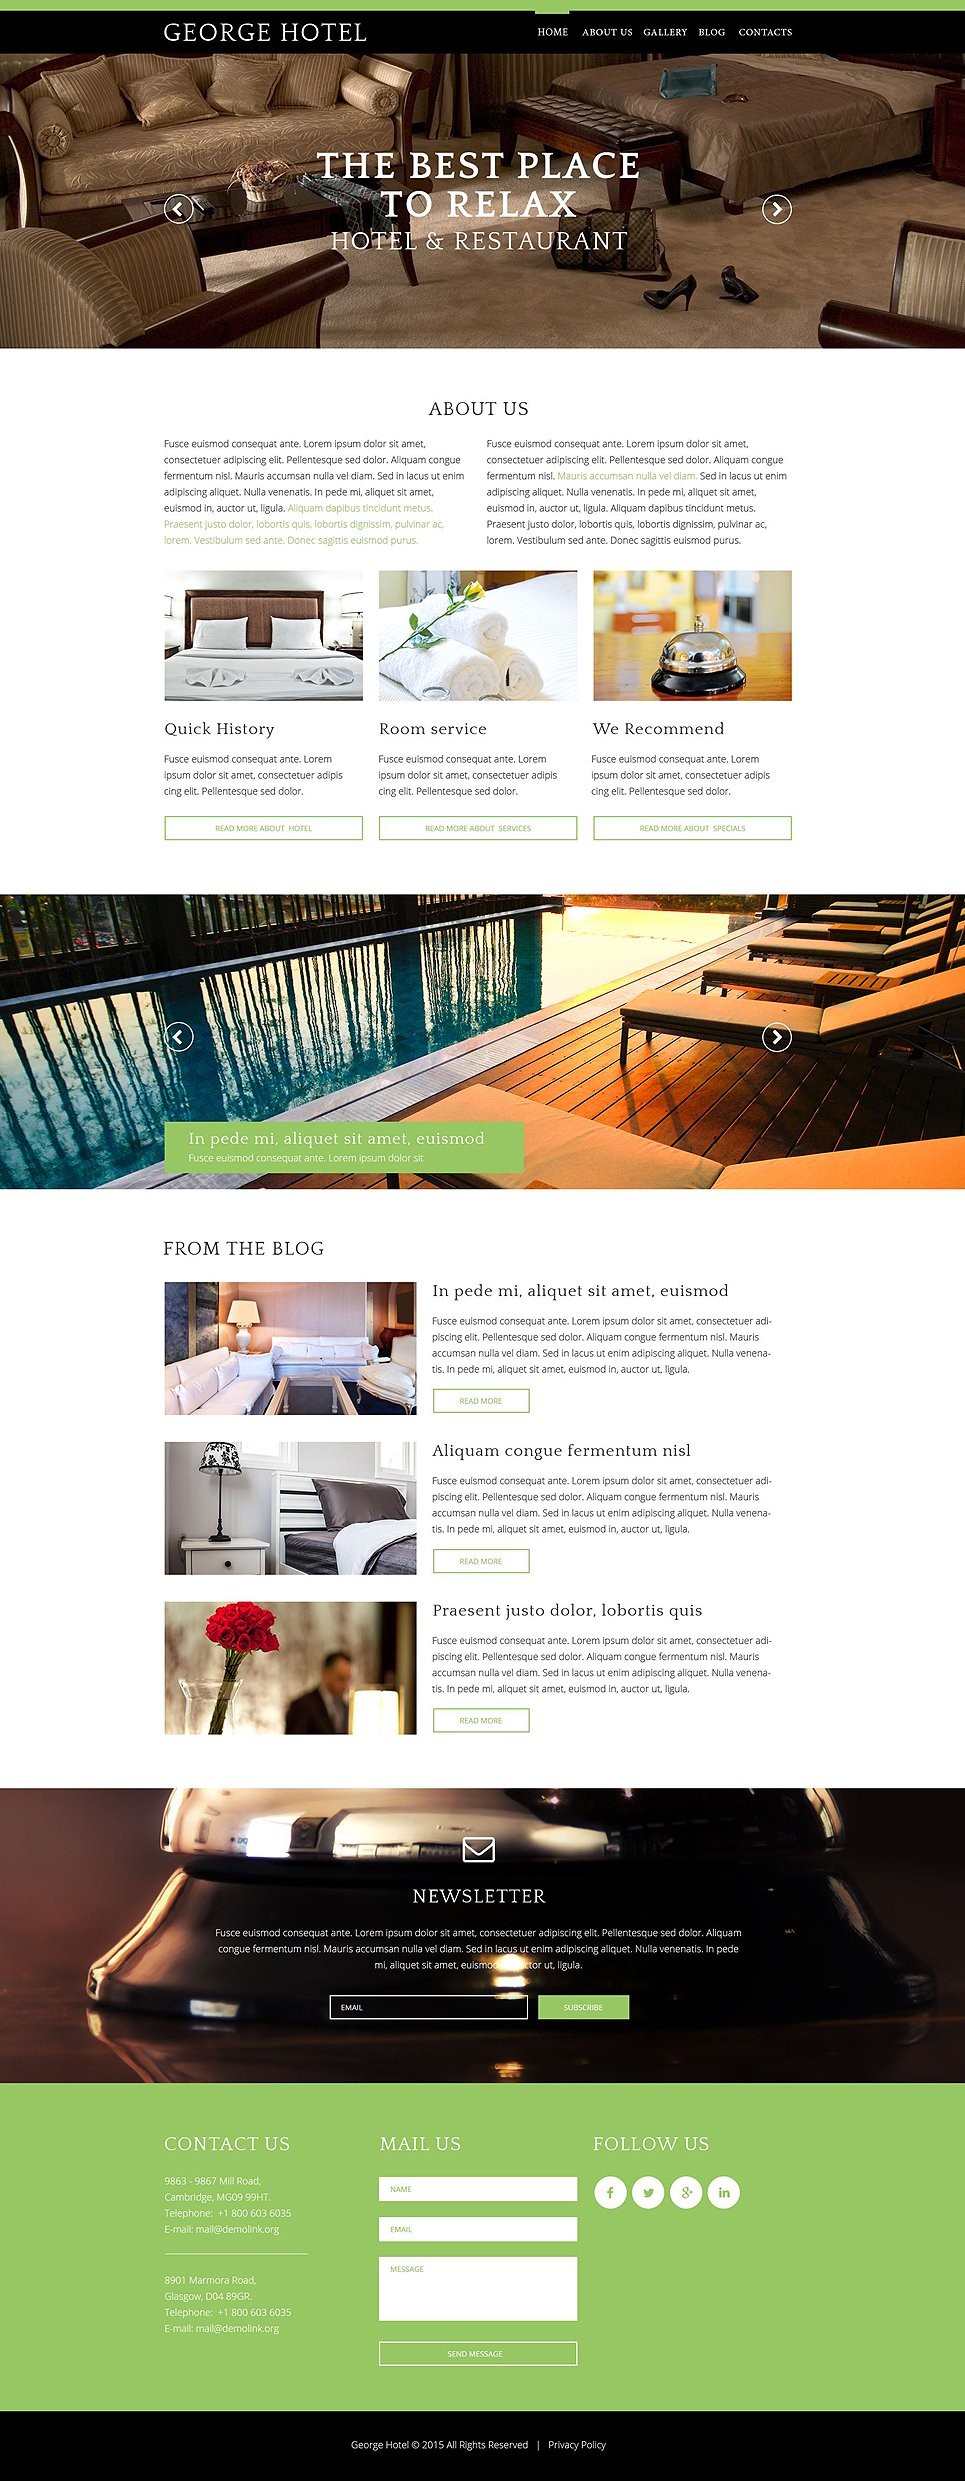 GEORGE HOTEL
HOME ABOUT US GALLERY BLOG CONTACTS
THE BEST PLACE
TO RELAX
HOTEL & RESTAURANT
ABOUT US
Fusce euismod consequat ante. Lorem ipsum dolor sit amet,
consectetuer adipiscing elit. Pellentesque sed dolor. Aliquam congue
fermentum nisl. Mauris accumsan nulla vel diam. Sed in lacus ut enim
adipiscing aliquet. Nulla venenatis. In pede mi, aliquet sit amet,
euismod in, auctor ut, ligula. Aliquam dapibus tincidunt metus.
Praesent justo dolor, lobortis quis, lobortis dignissim, pulvinar ac,
lorem. Vestibulum sed ante. Donec sagittis euismod purus.
Fusce euismod consequat ante. Lorem ipsum dolor sit amet,
consectetuer adipiscing elit. Pellentesque sed dolor. Aliquam congue
fermentum nisl. Mauris accumsan nulla vel diam. Sed in lacus ut enim
adipiscing aliquet. Nulla venenatis. In pede mi, aliquet sit amet,
euismod in, auctor ut, ligula. Aliquam dapibus tincidunt metus.
Praesent justo dolor, lobortis quis, lobortis dignissim, pulvinar ac,
lorem. Vestibulum sed ante. Donec sagittis euismod purus.
Quick History
Fusce euismod consequat ante. Lorem
ipsum dolor sit amet, consectetuer adipis
cing elit. Pellentesque sed dolor.
READ MORE ABOUT HOTEL
Room service
Fusce euismod consequat ante. Lorem
ipsum dolor sit amet, consectetuer adipis
cing elit. Pellentesque sed dolor.
READ MORE ABOUT SERVICES
We Recommend
Fusce euismod consequat ante. Lorem
ipsum dolor sit amet, consectetuer adipis
cing elit. Pellentesque sed dolor.
READ MORE ABOUT SPECIALS
In pede mi, aliquet sit amet, euismod
Fusce euismod consequat ante. Lorem ipsum dolor sit
FROM THE BLOG
In pede mi, aliquet sit amet, euismod
Fusce euismod consequat ante. Lorem ipsum dolor sit amet, consectetuer adi-
piscing elit. Pellentesque sed dolor. Aliquam congue fermentum nisl. Mauris
accumsan nulla vel diam. Sed in lacus ut enim adipiscing aliquet. Nulla venena-
tis. In pede mi, aliquet sit amet, euismod in, auctor ut, ligula.
READ MORE
Aliquam congue fermentum nisl
Fusce euismod consequat ante. Lorem ipsum dolor sit amet, consectetuer adi-
piscing elit. Pellentesque sed dolor. Aliquam congue fermentum nisl. Mauris
accumsan nulla vel diam. Sed in lacus ut enim adipiscing aliquet. Nulla venena-
tis. In pede mi, aliquet sit amet, euismod in, auctor ut, ligula.
READ MORE
Praesent justo dolor, lobortis quis
Fusce euismod consequat ante. Lorem ipsum dolor sit amet, consectetuer adi-
piscing elit. Pellentesque sed dolor. Aliquam congue fermentum nisl. Mauris
accumsan nulla vel diam. Sed in lacus ut enim adipiscing aliquet. Nulla venena-
tis. In pede mi, aliquet sit amet, euismod in, auctor ut, ligula.
READ MORE
NEWSLETTER
Fusce euismod consequat ante. Lorem ipsum dolor sit amet, consectetuer adipiscing elit. Pellentesque sed dolor. Aliquam
congue fermentum nisl. Mauris accumsan nulla vel diam. Sed in lacus ut enim adipiscing aliquet. Nulla venenatis. In pede
mi, aliquet sit amet, ut, ligula.
EMAIL SUBSCRIBE
CONTACT US
9863 - 9867 Mill Road,
Cambridge, MG09 99HT.
Telephone: +1 800 603 6035
E-mail: mail@demolink.org
8901 Marmora Road,
Glasgow, D04 89GR.
Telephone: +1 800 603 6035
E-mail: mail@demolink.org
MAIL US
NAME
EMAIL
MESSAGE
SEND MESSAGE
FOLLOW US
George Hotel © 2015 All Rights Reserved | Privacy Policy